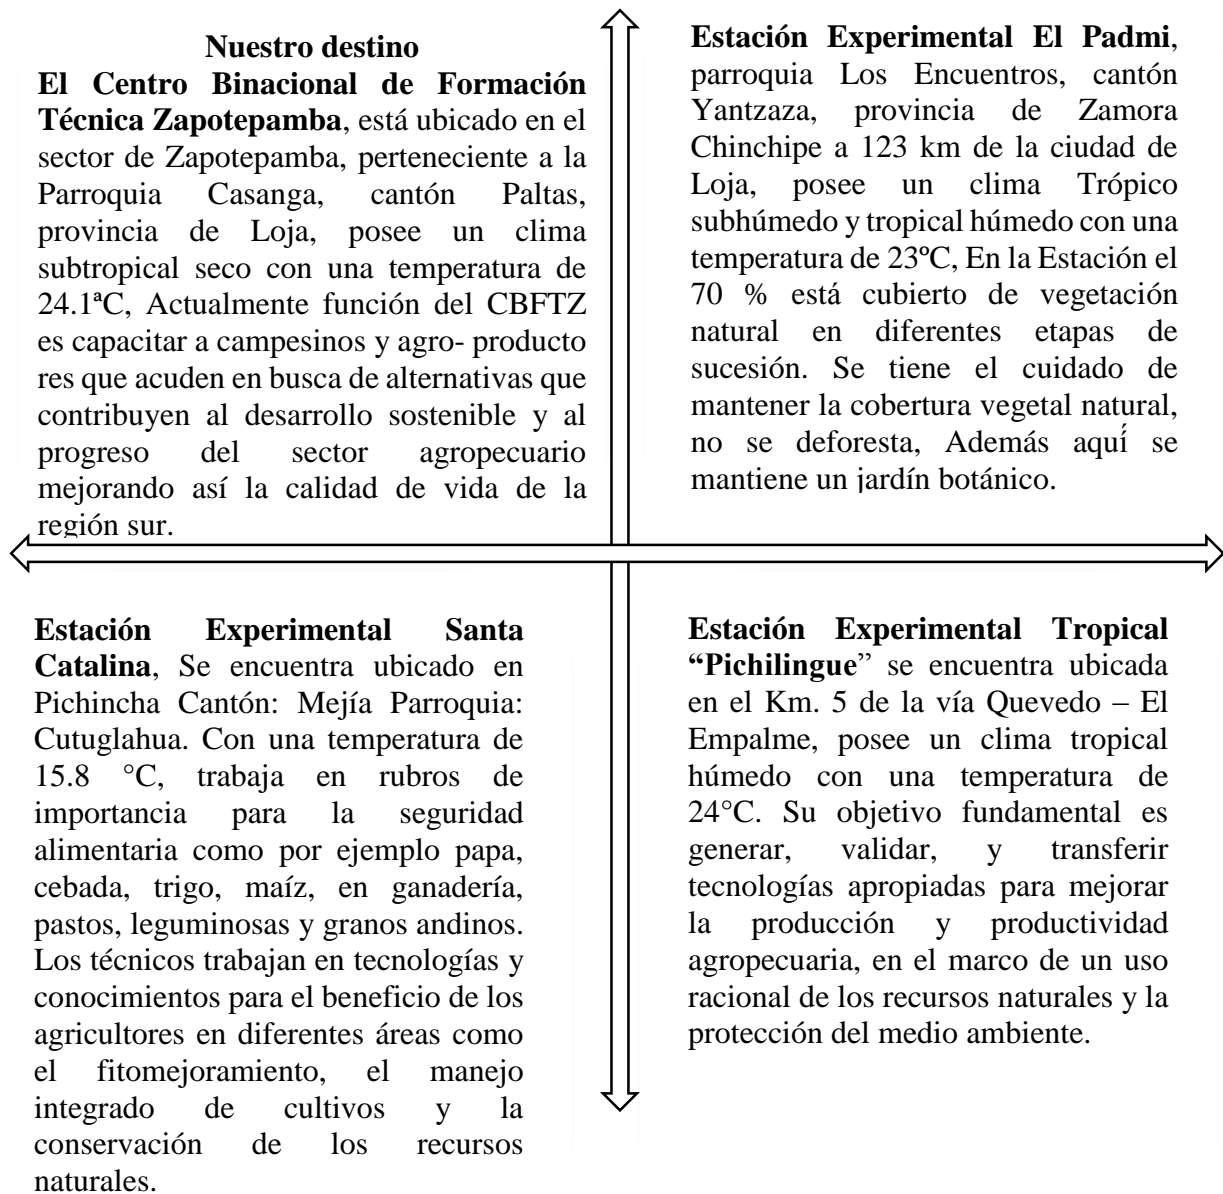 Nuestro destino
El Centro Binacional de Formación
Técnica Zapotepamba, está ubicado en el
sector de Zapotepamba, perteneciente a la
Parroquia Casanga, cantón Paltas,
provincia de Loja, posee un clima
subtropical seco con una temperatura de
24.1ªC, Actualmente función del CBFTZ
es capacitar a campesinos y agro- producto
res que acuden en busca de alternativas que
contribuyen al desarrollo sostenible y al
progreso del sector agropecuario
mejorando así la calidad de vida de la
región sur.
Estación Experimental El Padmi,
parroquia Los Encuentros, cantón
Yantzaza, provincia de Zamora
Chinchipe a 123 km de la ciudad de
Loja, posee un clima Trópico
subhúmedo y tropical húmedo con una
temperatura de 23ºC, En la Estación el
70 % está cubierto de vegetación
natural en diferentes etapas de
sucesión. Se tiene el cuidado de
mantener la cobertura vegetal natural,
no se deforesta, Además aquí se
mantiene un jardín botánico.
Estación Experimental Santa
Catalina, Se encuentra ubicado en
Pichincha Cantón: Mejía Parroquia:
Cutuglahua. Con una temperatura de
15.8 °C, trabaja en rubros de
importancia para la seguridad
alimentaria como por ejemplo papa,
cebada, trigo, maíz, en ganadería,
pastos, leguminosas y granos andinos.
Los técnicos trabajan en tecnologías y
conocimientos para el beneficio de los
agricultores en diferentes áreas como
el fitomejoramiento, el manejo
integrado de cultivos y la
conservación de los recursos
naturales.
Estación Experimental Tropical
“Pichilingue” se encuentra ubicada
en el Km. 5 de la vía Quevedo – El
Empalme, posee un clima tropical
húmedo con una temperatura de
24°C. Su objetivo fundamental es
generar, validar, y transferir
tecnologías apropiadas para mejorar
la producción y productividad
agropecuaria, en el marco de un uso
racional de los recursos naturales y la
protección del medio ambiente.